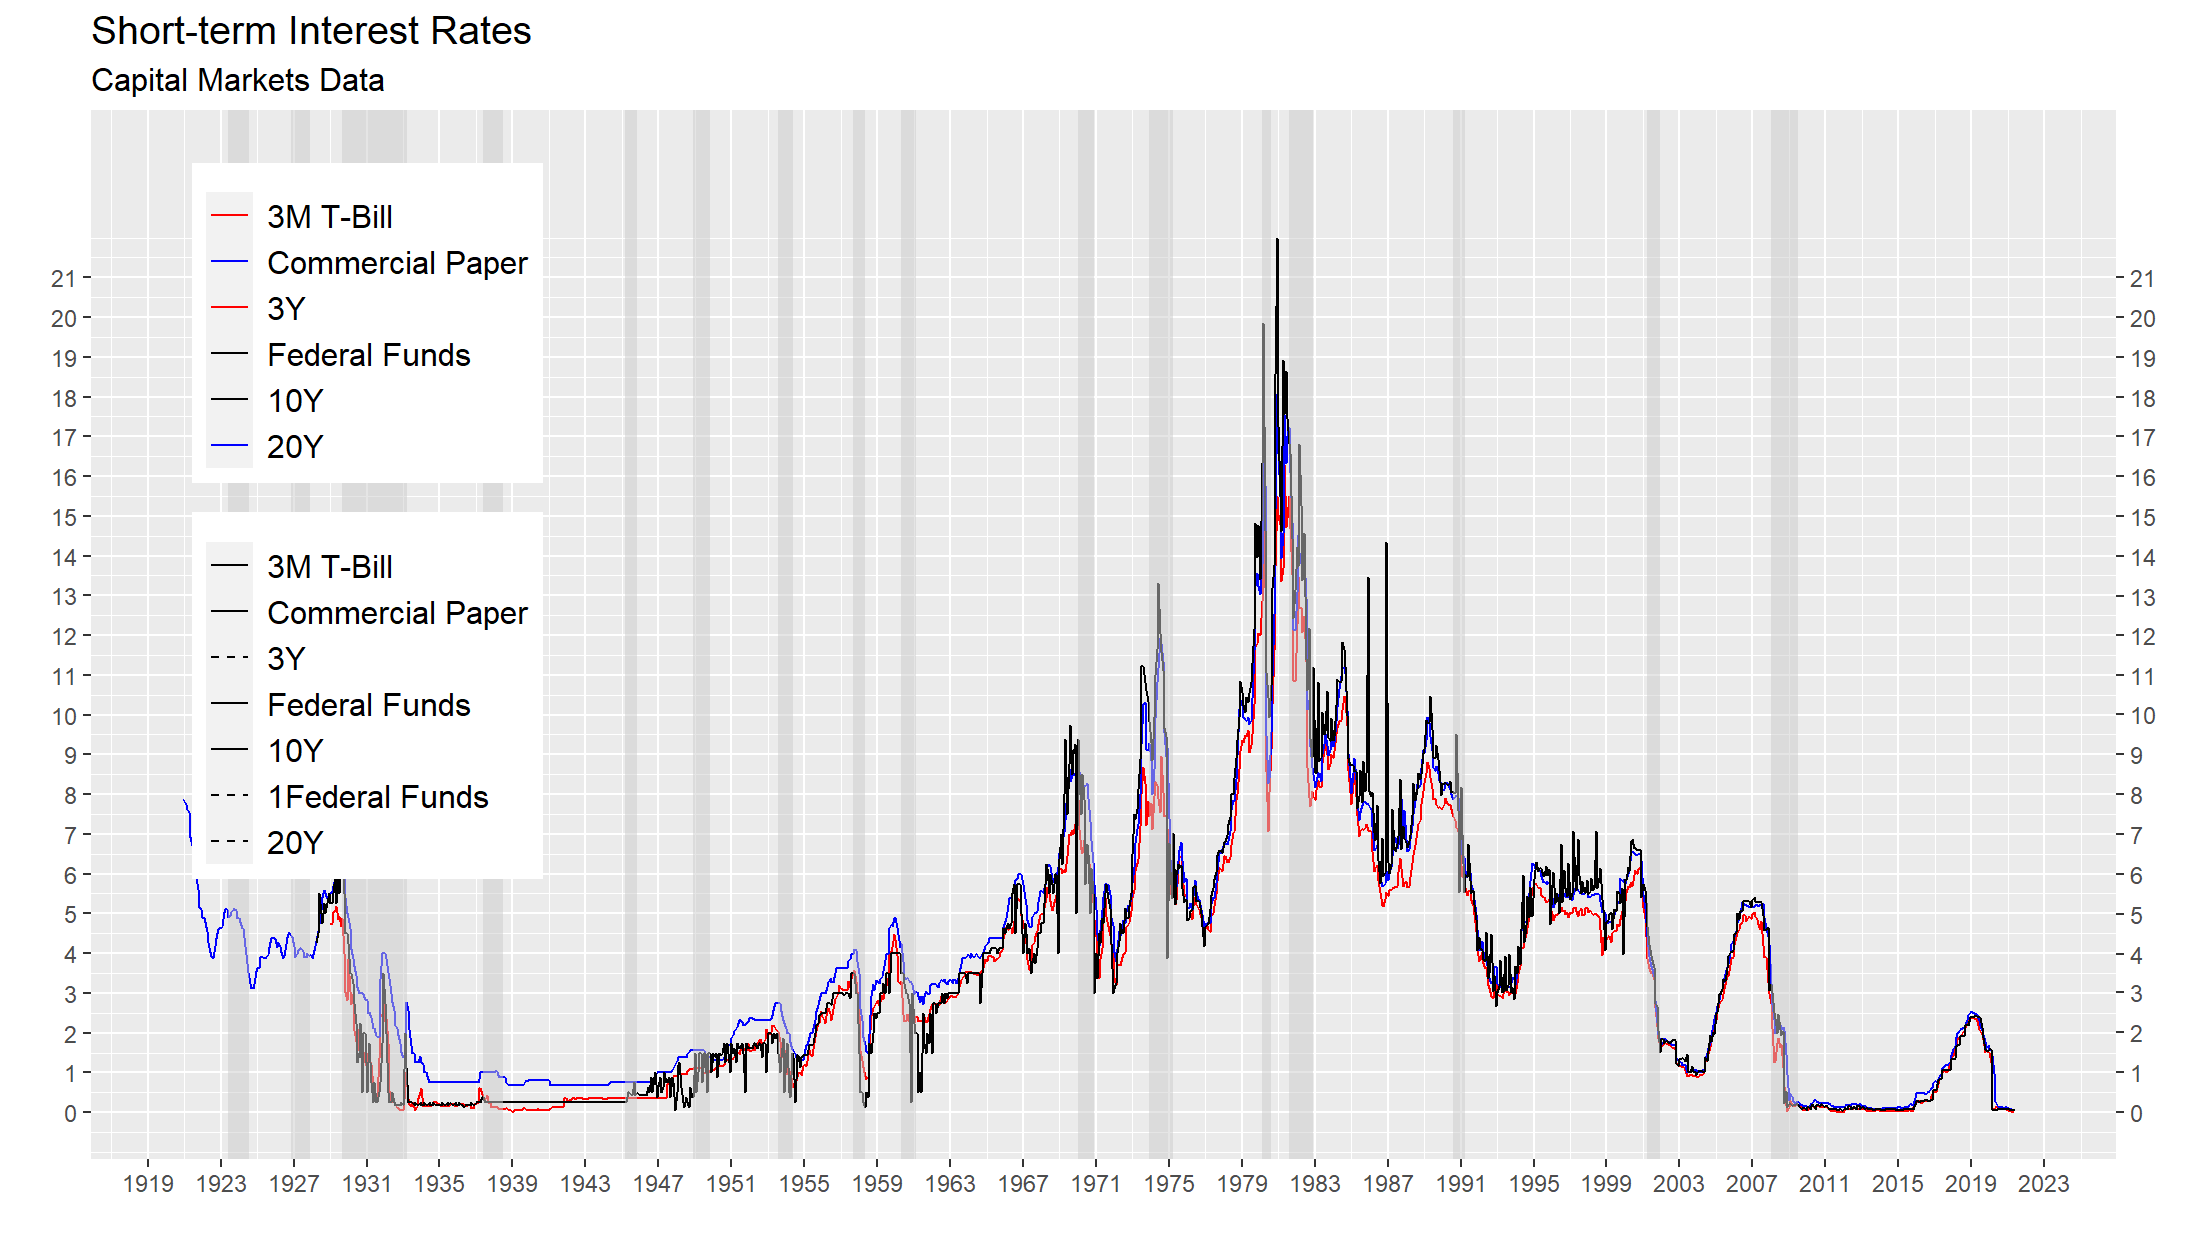 Short-term Interest Rates
Capital Markets Data
3M T-Bill
Commercial Paper
3Y
Federal Funds
10Y
20Y
3M T-Bill
Commercial Paper
3Y
Federal Funds
10Y
1Federal Funds
20Y
21 21
20 20
19 19
18 18
17 17
16 16
15 15
14 14
13 13
12 12
11 11
10 10
9 9
8 8
7 7
6 6
5 5
4 4
3 3
2 2
1 1
0 0
1919 1923 1927 1931 1935 1939 1943 1947 1951 1955 1959 1963 1967 1971 1975 1979 1983 1987 1991 1995 1999 2003 2007 2011 2015 2019 2023